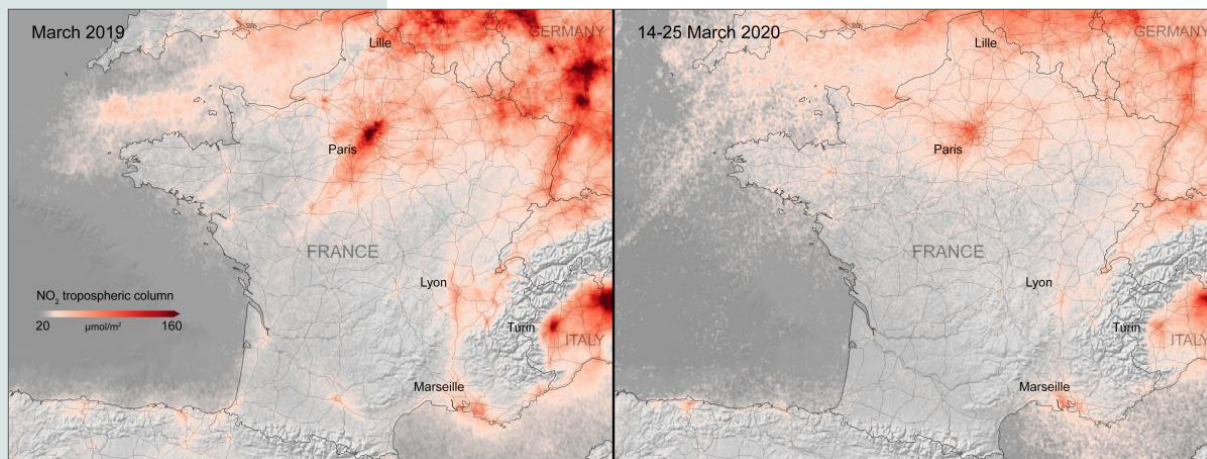 March 2019
Lille
GERMANY
Paris
FRANCE
Lyon
NO₂ tropospheric column
20 µmol/m² 160
Turin
ITALY
Marseille
14-25 March 2020
Lille
GERMANY
Paris
FRANCE
Lyon
Turin
ITALY
Marseille